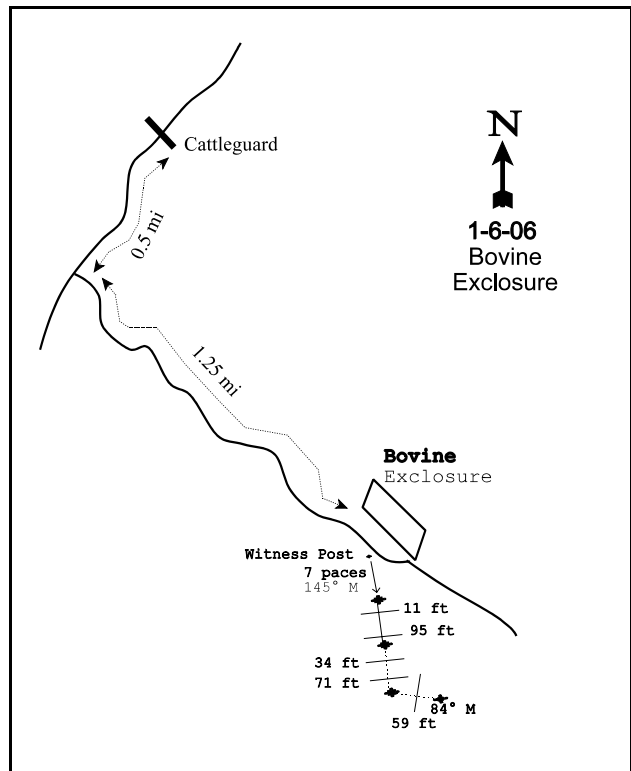 N
Cattleguard
1-6-06
Bovine
Exclosure
0.5 mi
1.25 mi
Bovine
Exclosure
Witness Post
7 paces
145° M
11 ft
95 ft
34 ft
71 ft
84° M
59 ft